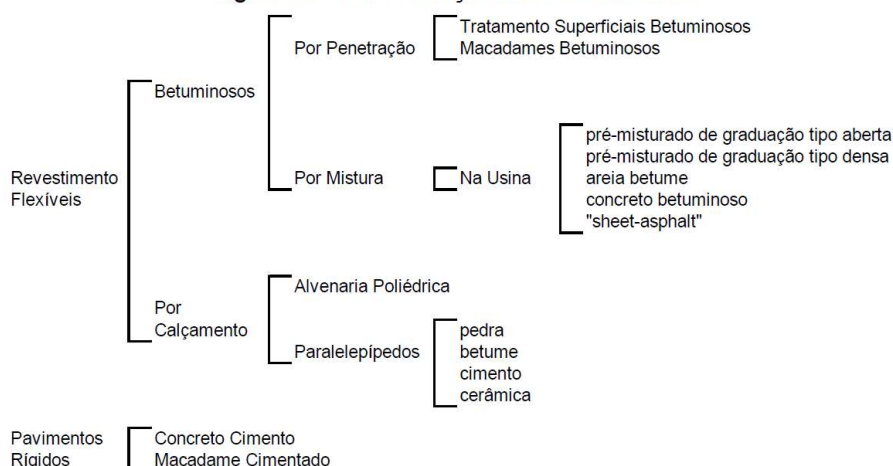 Tratamento Superficiais Betuminosos
Por Penetração
Macadames Betuminosos
Betuminosos
pré-misturado de graduação tipo aberta
pré-misturado de graduação tipo densa
Revestimento
Flexíveis
Por Mistura
Na Usina
areia betume
concreto betuminoso
"sheet-asphalt"
Alvenaria Poliédrica
Por
Calçamento
Paralelepípedos
pedra
betume
cimento
cerâmica
Pavimentos
Rígidos
Concreto Cimento
Macadame Cimentado